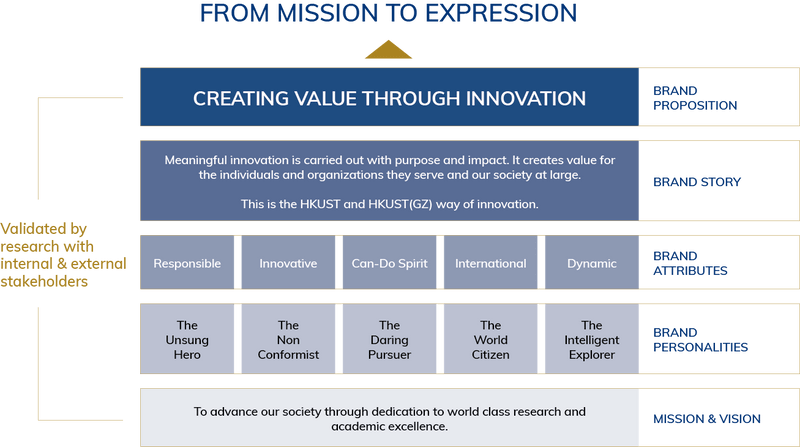 FROM MISSION TO EXPRESSION
CREATING VALUE THROUGH INNOVATION
BRAND
PROPOSITION
Meaningful innovation is carried out with purpose and impact. It creates value for
the individuals and organizations they serve and our society at large.
This is the HKUST and HKUST(GZ) way of innovation.
BRAND STORY
Validated by
research with
internal & external
stakeholders
Responsible
Innovative
Can-Do Spirit
International
Dynamic
BRAND
ATTRIBUTES
The
Unsung
Hero
The
Non
Conformist
The
Daring
Pursuer
The
World
Citizen
The
Intelligent
Explorer
BRAND
PERSONALITIES
To advance our society through dedication to world class research and
academic excellence.
MISSION & VISION